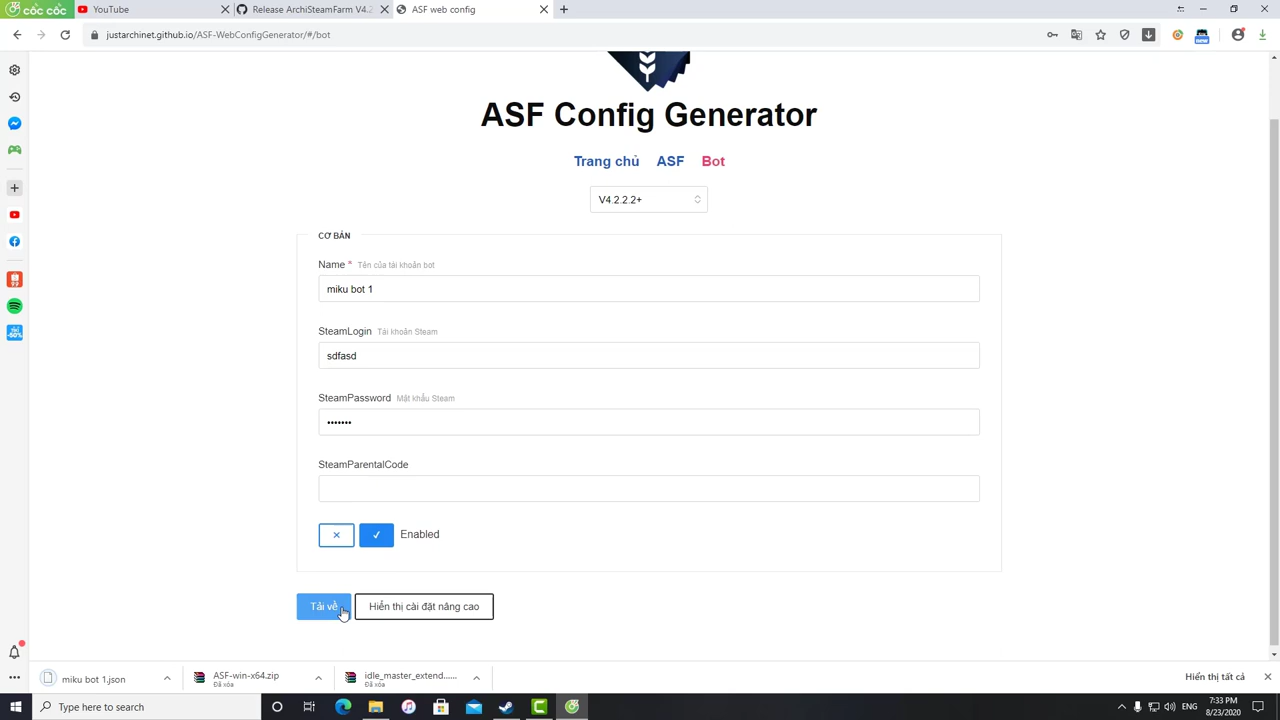 cốc cốc
YouTube
Release ArchiSteamFarm V4.2
ASF web config
justarchinet.github.io/ASF-WebConfigGenerator/#/bot
ASF Config Generator
Trang chủ ASF Bot
V4.2.2.2+
CƠ BẢN
Name * Tên của tài khoản bot
miku bot 1
SteamLogin Tài khoản Steam
sdfasd
SteamPassword Mật khẩu Steam
•••••••
SteamParentalCode
Enabled
Tải về Hiển thị cài đặt nâng cao
miku bot 1.json
ASF-win-x64.zip
Đã xóa
idle_master_extend......
Đã xóa
Hiển thị tất cả
Type here to search
ENG
7:33 PM
8/23/2020